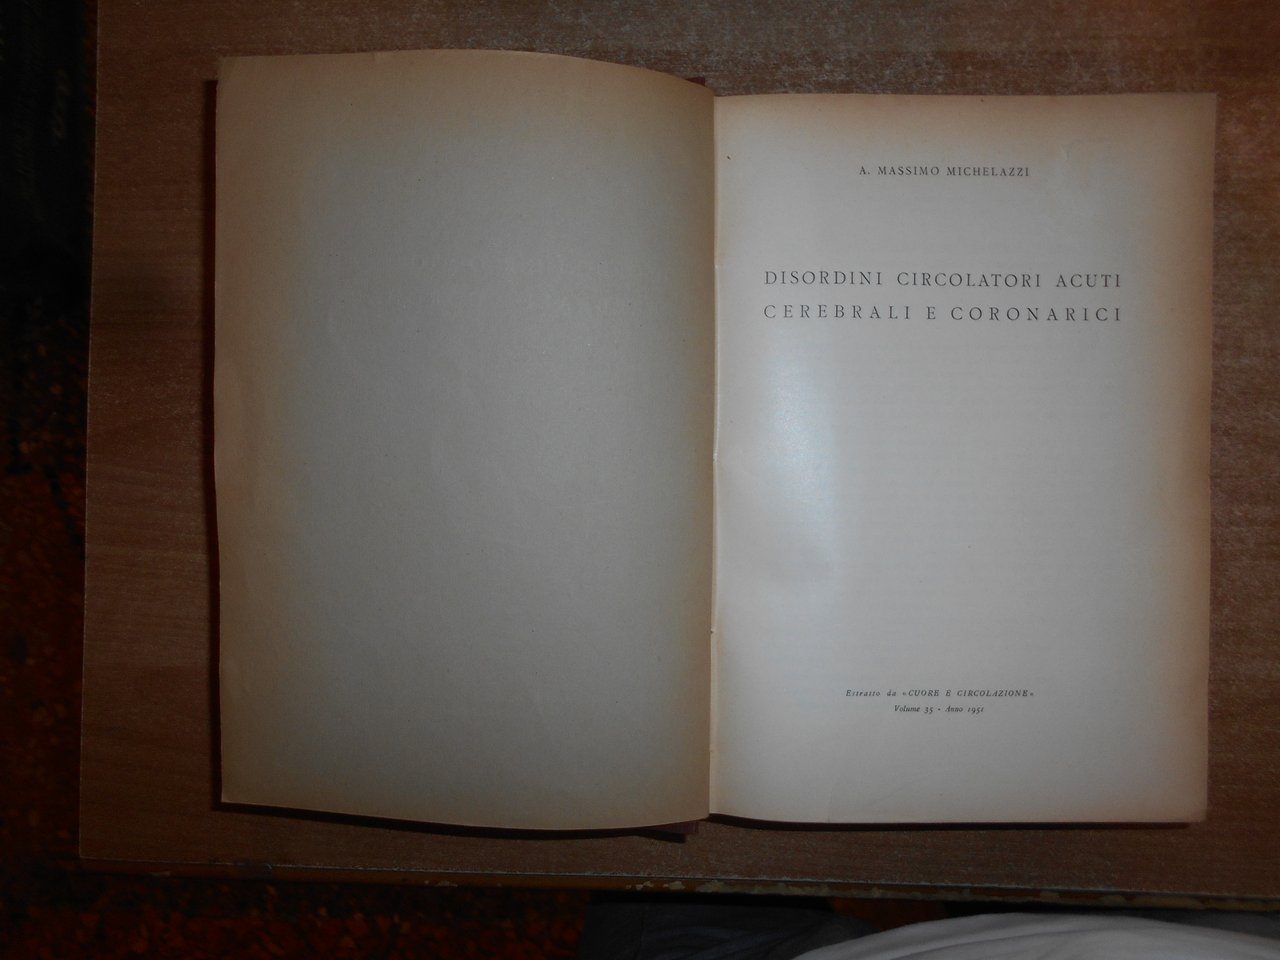 A. MASSIMO MICHELAZZI
DISORDINI CIRCOLATORI ACUTI
CEREBRALI E CORONARICI
Estratto da «CUORE E CIRCOLAZIONE»
Volume 35 - Anno 1951